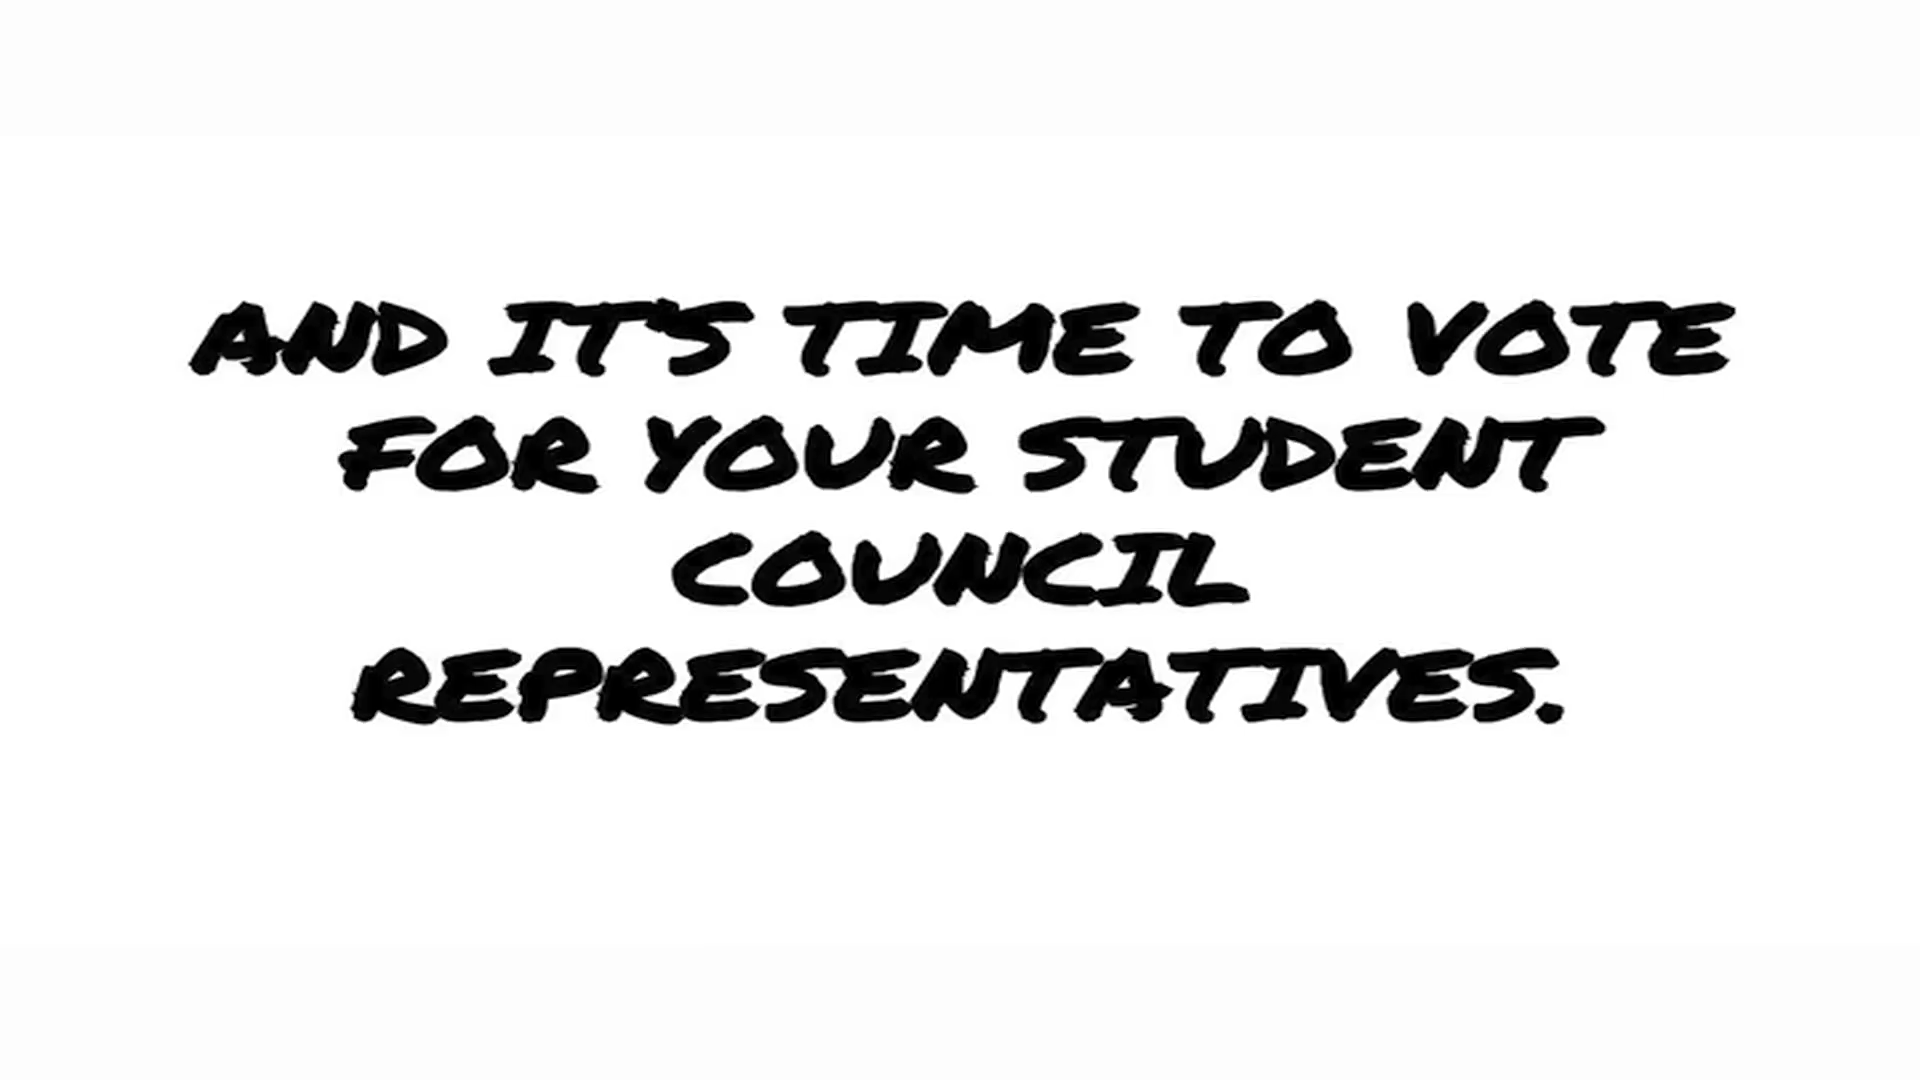 AND IT'S TIME TO VOTE
FOR YOUR STUDENT
COUNCIL
REPRESENTATIVES.